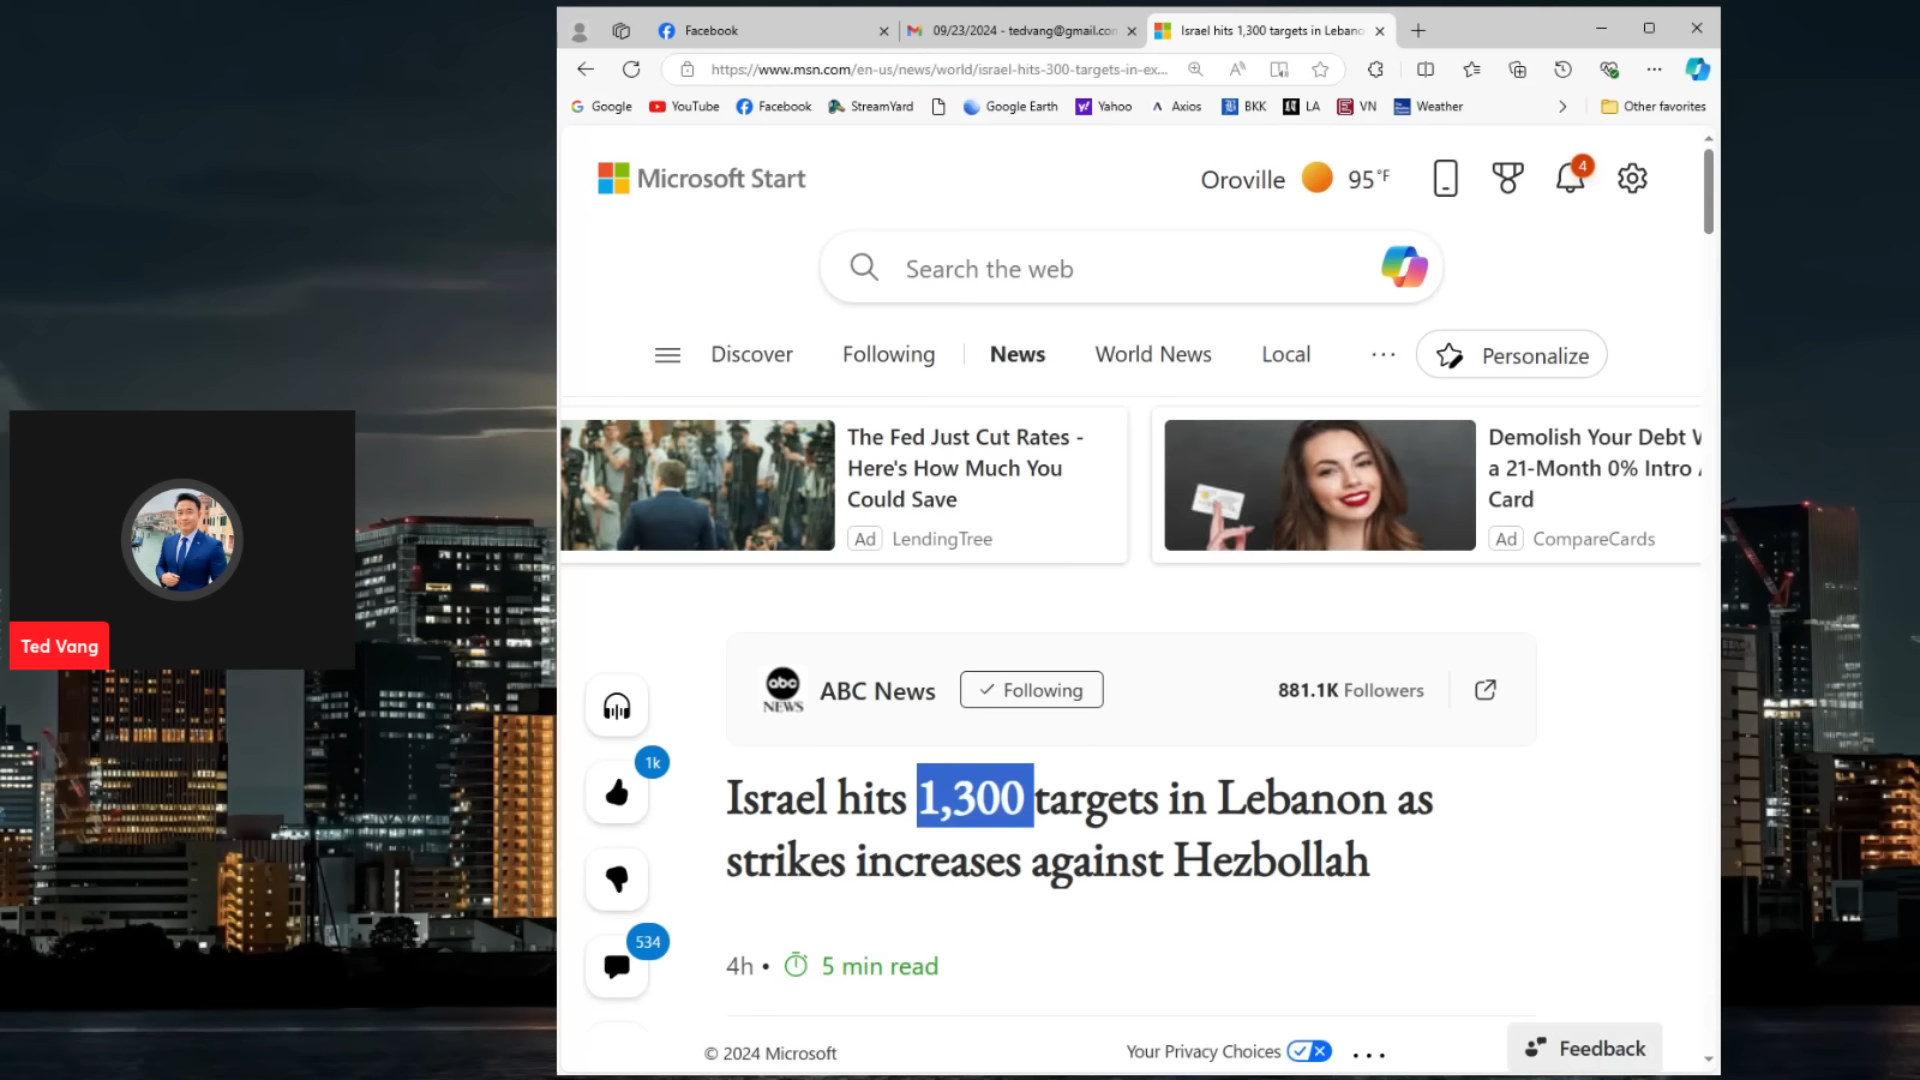 Facebook
09/23/2024 - tedvang@gmail.con
Israel hits 1,300 targets in Lebano
https://www.msn.com/en-us/news/world/israel-hits-300-targets-in-ex...
Google
YouTube
Facebook
StreamYard
Google Earth
Yahoo
Axios
BKK
LA
VN
Weather
Other favorites
Microsoft Start
Oroville
95°F
4
Search the web
Discover
Following
News
World News
Local
Personalize
The Fed Just Cut Rates -
Here's How Much You
Could Save
Ad LendingTree
Demolish Your Debt
a 21-Month 0% Intro
Card
Ad CompareCards
Ted Vang
abc
NEWS
ABC News
Following
881.1K Followers
1k
Israel hits 1,300 targets in Lebanon as
strikes increases against Hezbollah
534
4h • 5 min read
© 2024 Microsoft
Your Privacy Choices
Feedback